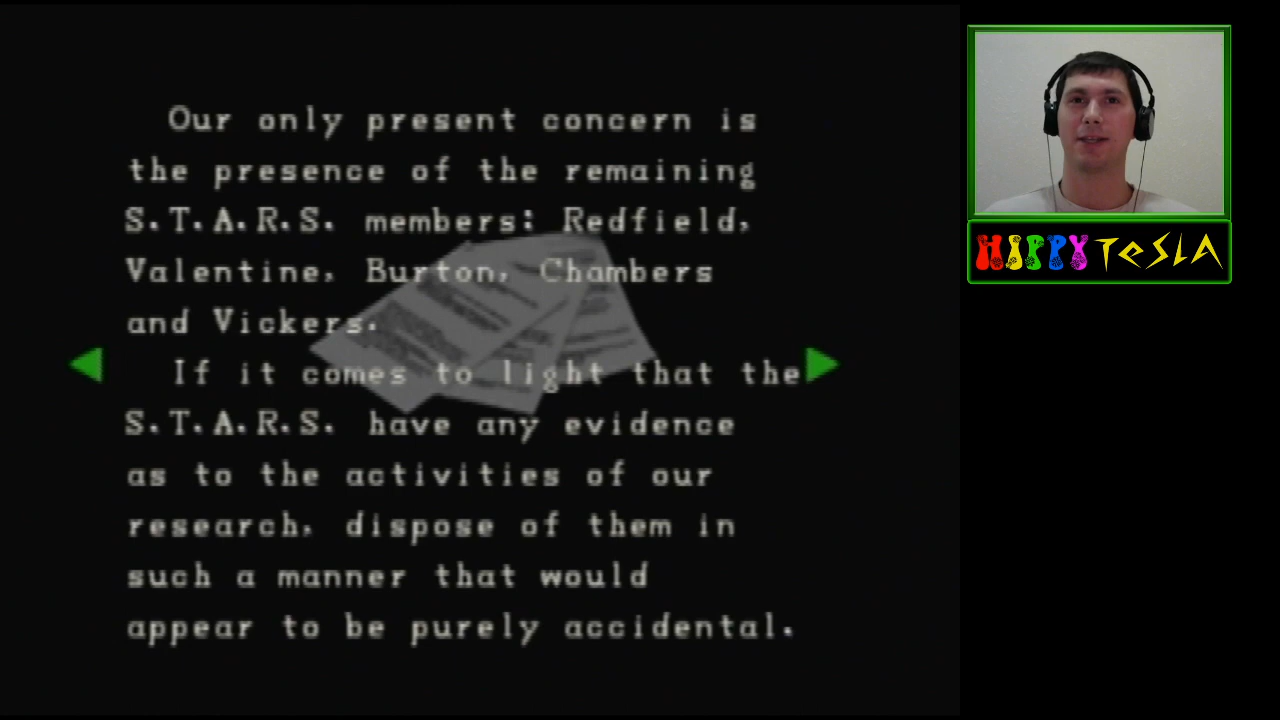 Our only present concern is
the presence of the remaining
S.T.A.R.S. members: Redfield,
Valentine, Burton, Chambers
and Vickers.
If it comes to light that the
S.T.A.R.S. have any evidence
as to the activities of our
research, dispose of them in
such a manner that would
appear to be purely accidental.
HIPPY TESLA